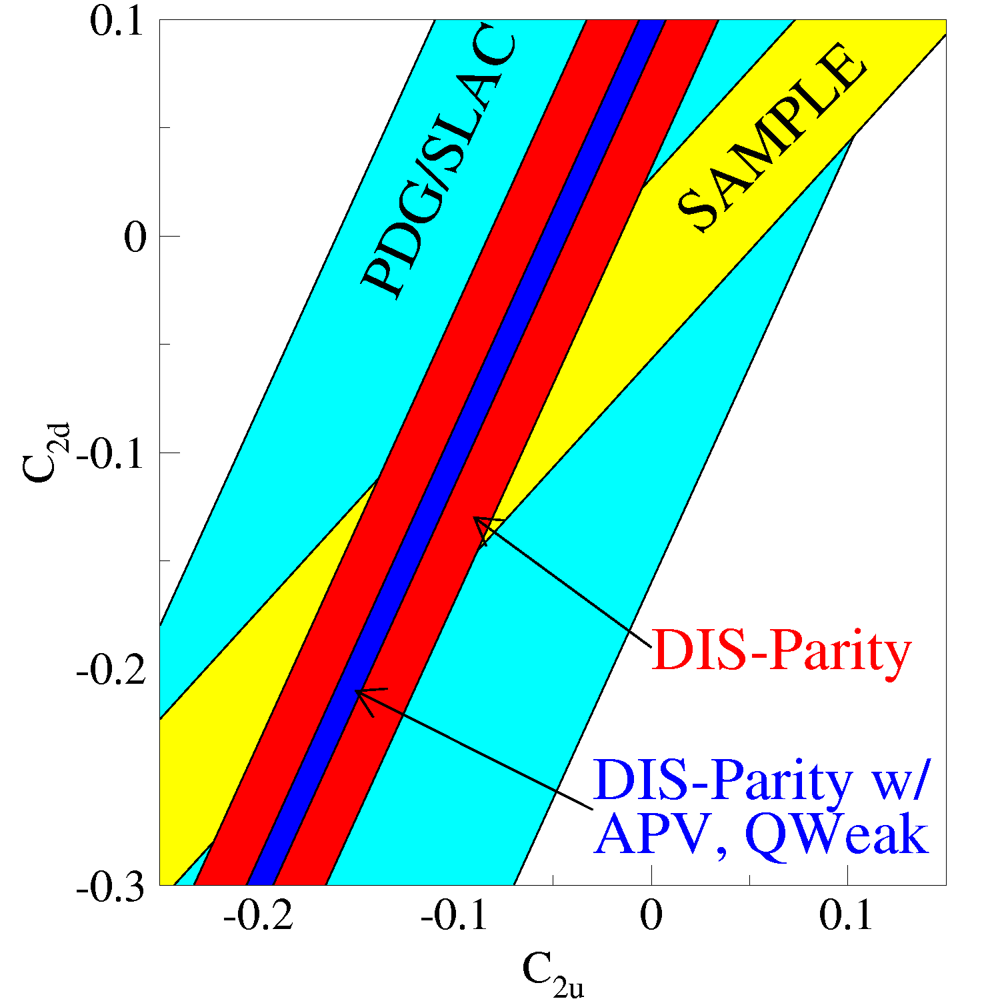 0.1
0
-0.1
-0.2
-0.3
C2d
PDG/SLAC
SAMPLE
DIS-Parity
DIS-Parity w/
APV, QWeak
-0.2 -0.1 0 0.1
C2u